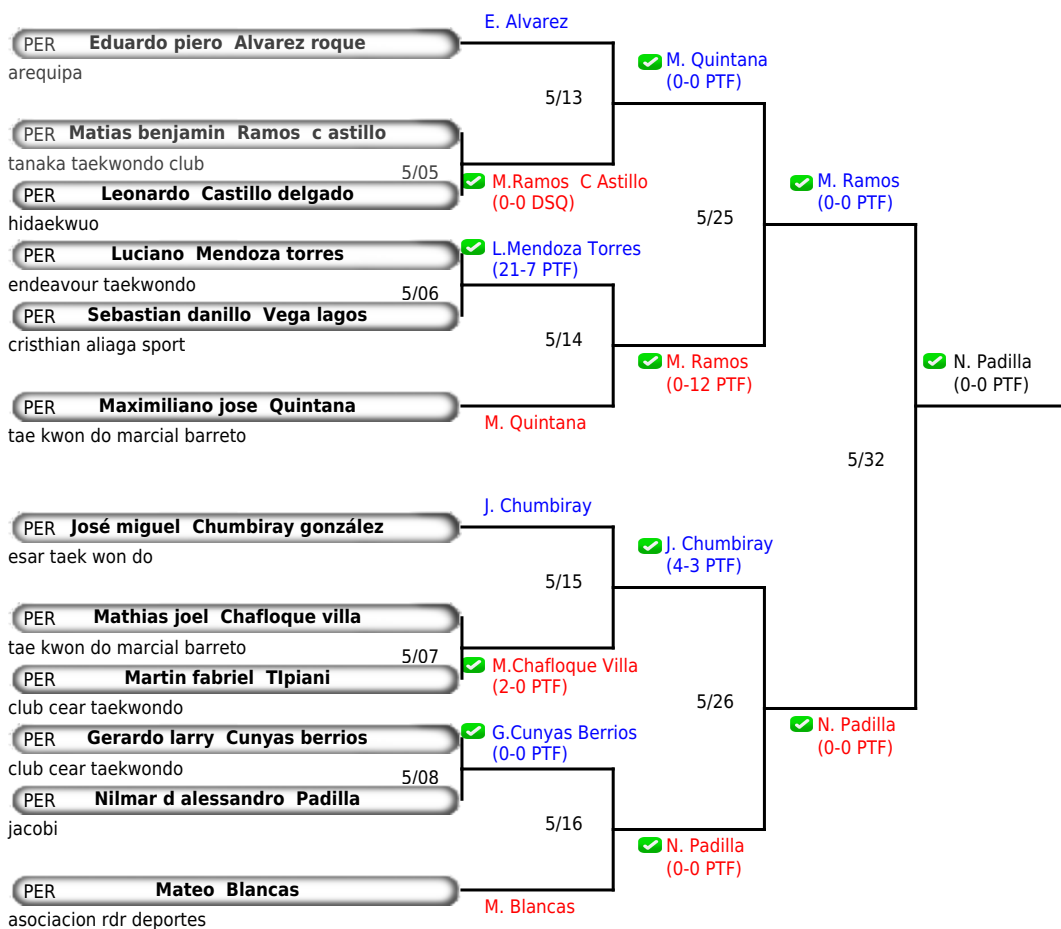 E. Alvarez
PER Eduardo piero Alvarez roque
arequipa
M. Quintana
(0-0 PTF)
5/13
PER Matias benjamin Ramos c astillo
tanaka taekwondo club
5/05
M.Ramos C Astillo
(0-0 DSQ)
PER Leonardo Castillo delgado
hidaekwuo
M. Ramos
(0-0 PTF)
5/25
PER Luciano Mendoza torres
endeavour taekwondo
L.Mendoza Torres
(21-7 PTF)
5/06
PER Sebastian danillo Vega lagos
cristhian aliaga sport
5/14
M. Ramos
(0-12 PTF)
N. Padilla
(0-0 PTF)
PER Maximiliano jose Quintana
tae kwon do marcial barreto
M. Quintana
5/32
J. Chumbiray
PER José miguel Chumbiray gonzález
esar taek won do
J. Chumbiray
(4-3 PTF)
5/15
PER Mathias joel Chafloque villa
tae kwon do marcial barreto
5/07
M.Chafloque Villa
(2-0 PTF)
PER Martin fabriel TIpiani
club cear taekwondo
5/26
N. Padilla
(0-0 PTF)
PER Gerardo larry Cunyas berrios
club cear taekwondo
G.Cunyas Berrios
(0-0 PTF)
5/08
PER Nilmar d alessandro Padilla
jacobi
5/16
N. Padilla
(0-0 PTF)
PER Mateo Blancas
asociacion rdr deportes
M. Blancas